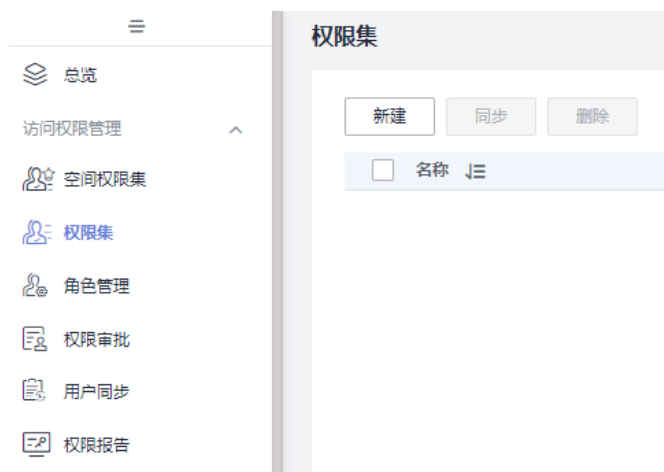 总览
访问权限管理
空间权限集
权限集
角色管理
权限审批
用户同步
权限报告
权限集
新建 同步 删除
名称